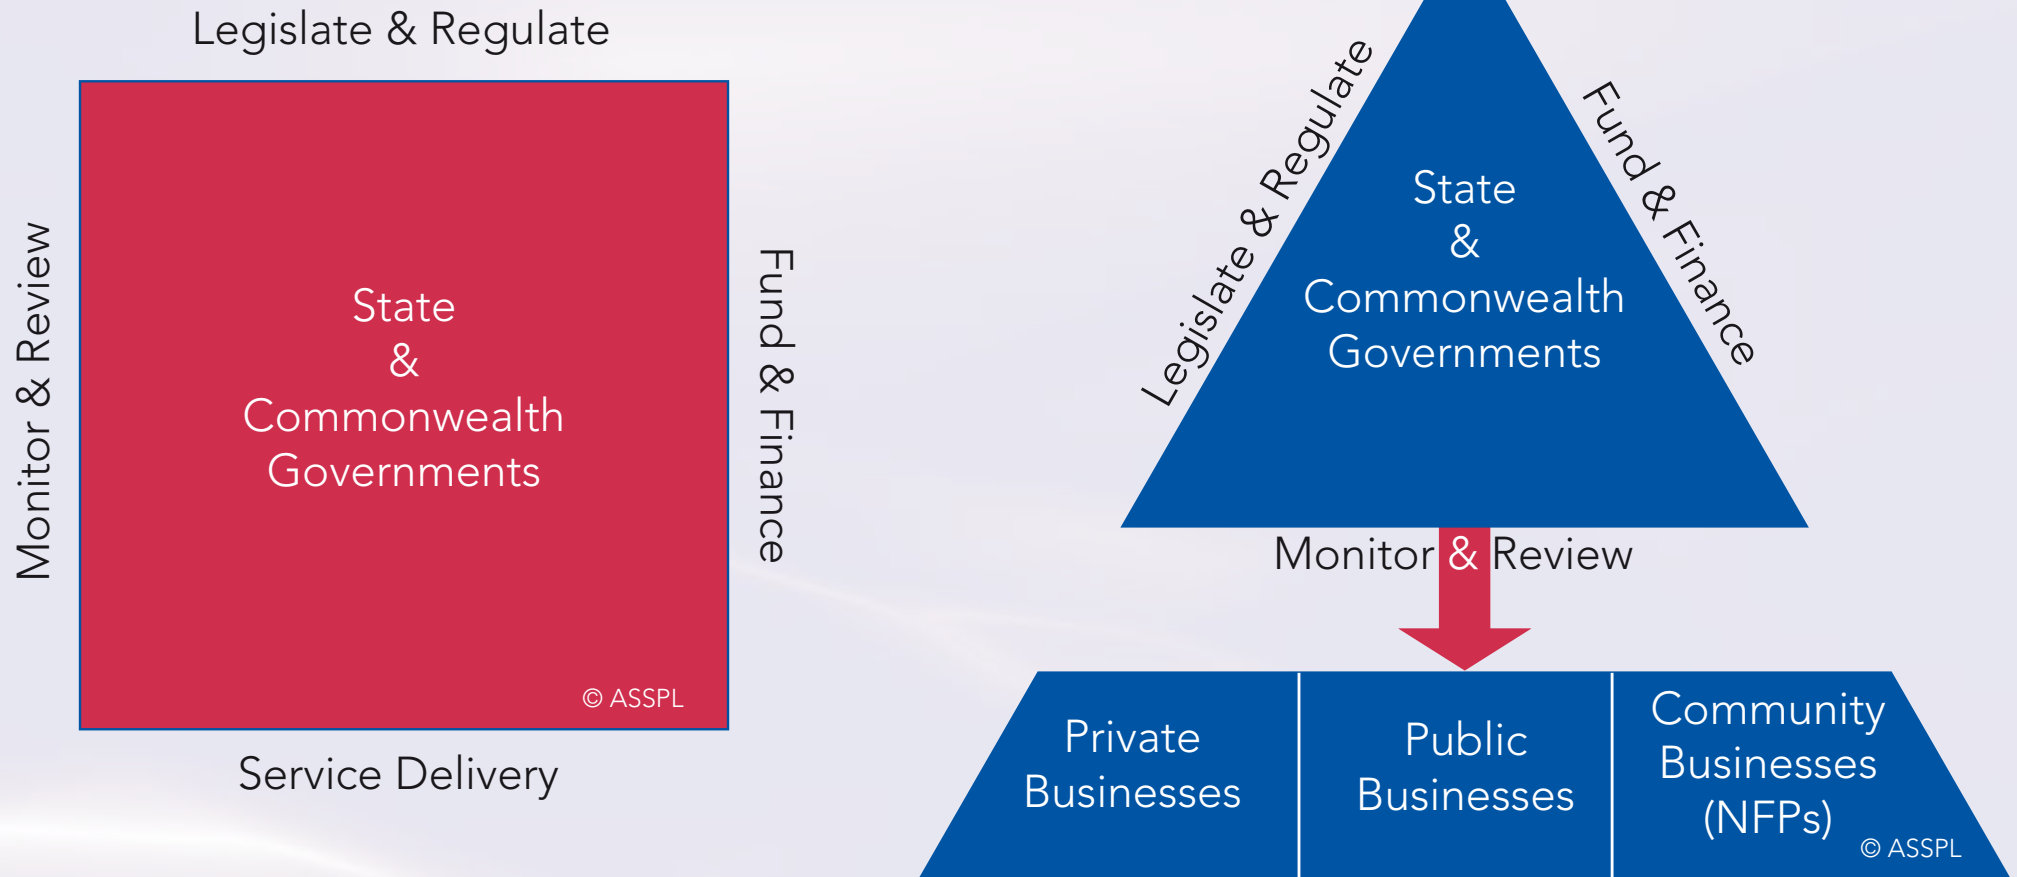 Legislate & Regulate
Monitor & Review
State
&
Commonwealth
Governments
Fund & Finance
© ASSPL
Service Delivery
Legislate & Regulate
Fund & Finance
State
&
Commonwealth
Governments
Monitor & Review
Private
Businesses
Public
Businesses
Community
Businesses
(NFPs)
© ASSPL